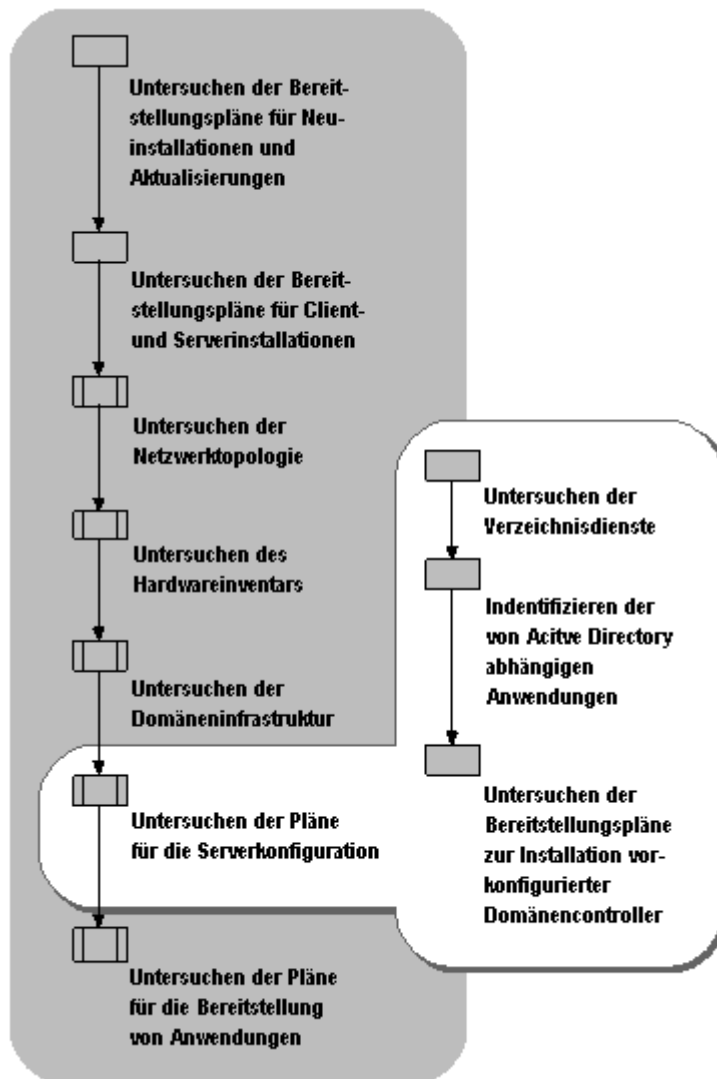 Untersuchen der Bereit-
stellungspläne für Neu-
installationen und
Aktualisierungen
Untersuchen der Bereit-
stellungspläne für Client-
und Serverinstallationen
Untersuchen der
Netzwerktopologie
Untersuchen des
Hardwareinventars
Untersuchen der
Domäneninfrastruktur
Untersuchen der Pläne
für die Serverkonfiguration
Untersuchen der Pläne
für die Bereitstellung
von Anwendungen
Untersuchen der
Verzeichnisdienste
Indentifizieren der
von Acitve Directory
abhängigen
Anwendungen
Untersuchen der
Bereitstellungspläne
zur Installation vor-
konfigurierter
Domänencontroller